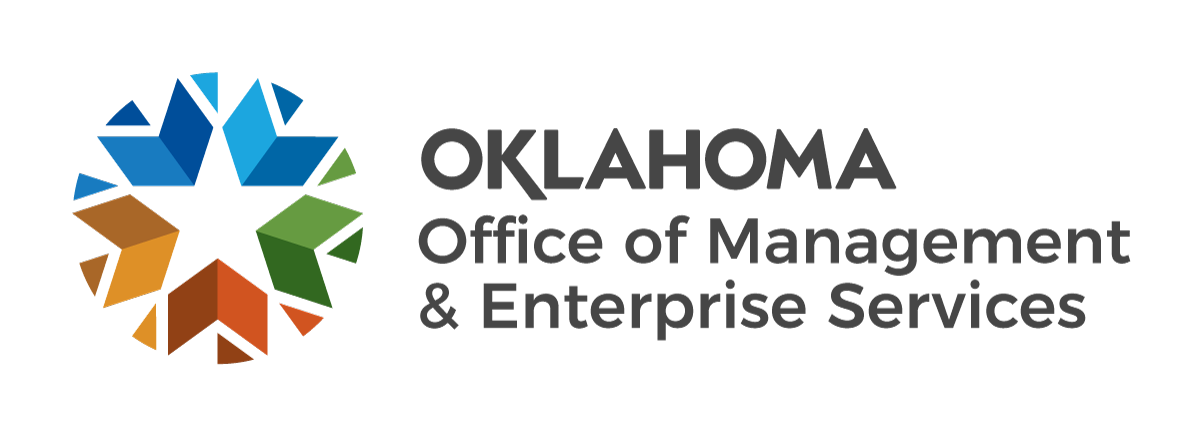 OKLAHOMA
Office of Management
& Enterprise Services